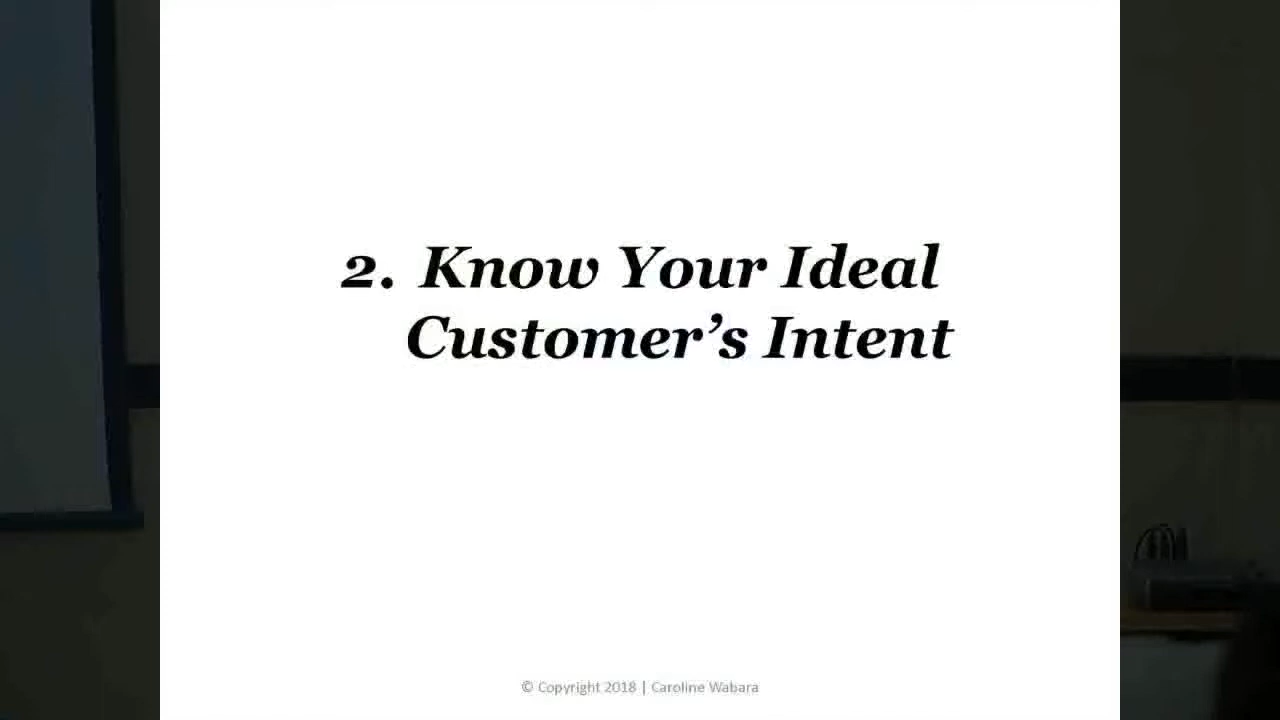 2. Know Your Ideal
Customer’s Intent
© Copyright 2018 | Caroline Wabara